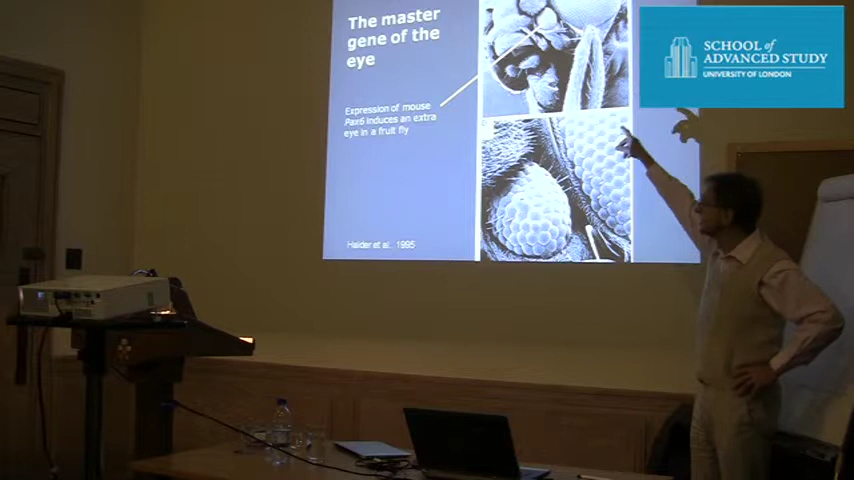 The master
gene of the
eye
Expression of mouse
Pax6 induces an extra
eye in a fruit fly
Halder et al. 1995
SCHOOL of
ADVANCED STUDY
UNIVERSITY OF LONDON